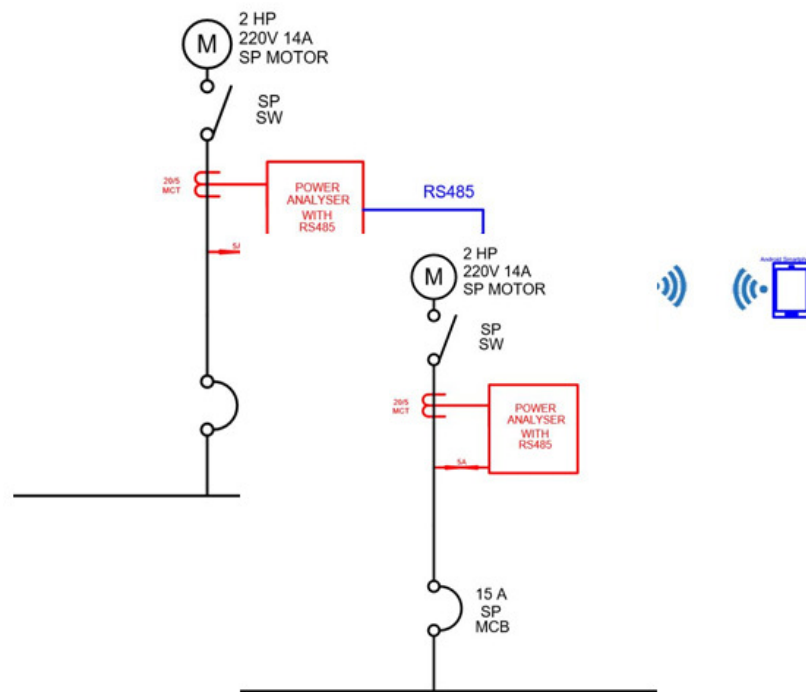 2 HP
220V 14A
SP MOTOR
M
SP
SW
20/5
MCT
POWER
ANALYSER
WITH
RS485
RS485
2 HP
220V 14A
SP MOTOR
M
SP
SW
20/5
MCT
POWER
ANALYSER
WITH
RS485
5A
15 A
SP
MCB